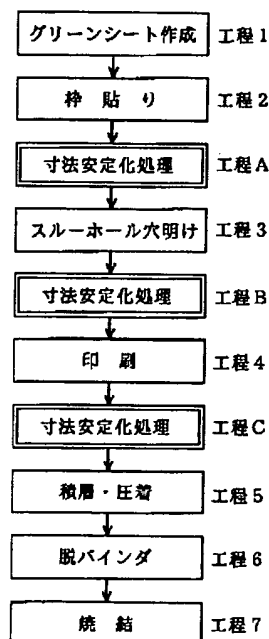 グリーンシート作成 工程1
枠貼り 工程2
寸法安定化処理 工程A
スルーホール穴明け 工程3
寸法安定化処理 工程B
印刷 工程4
寸法安定化処理 工程C
積層・圧着 工程5
脱バインダ 工程6
焼結 工程7